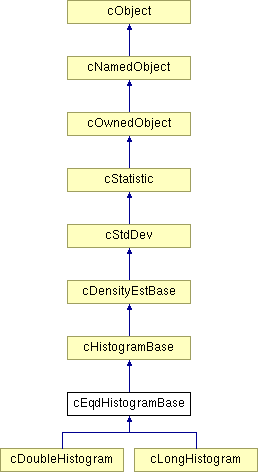 cObject
cNamedObject
cOwnedObject
cStatistic
cStdDev
cDensityEstBase
cHistogramBase
cEqdHistogramBase
cDoubleHistogram
cLongHistogram